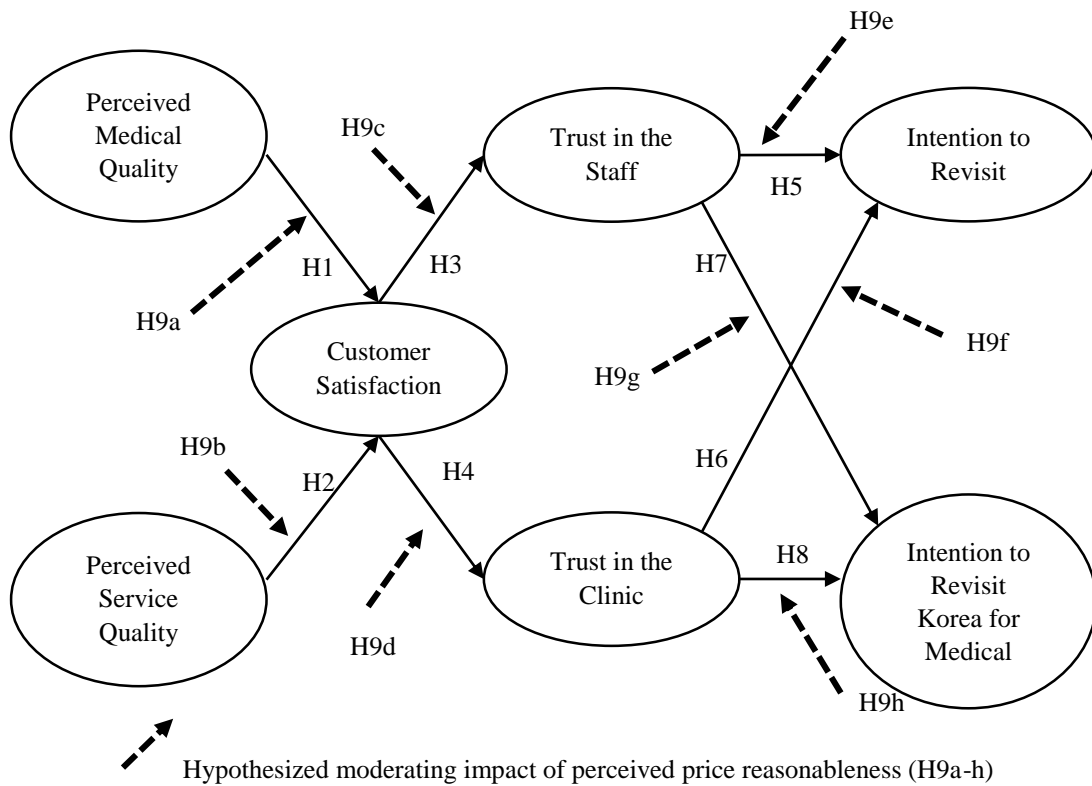 H9e
Perceived
Medical
Quality
H9c
Trust in the
Staff
Intention to
Revisit
H5
H1
H3
H7
H9a
H9f
Customer
Satisfaction
H9g
H9b
H2
H4
H6
Perceived
Service
Quality
Trust in the
Clinic
H8
Intention to
Revisit
Korea for
Medical
H9d
H9h
Hypothesized moderating impact of perceived price reasonableness (H9a-h)